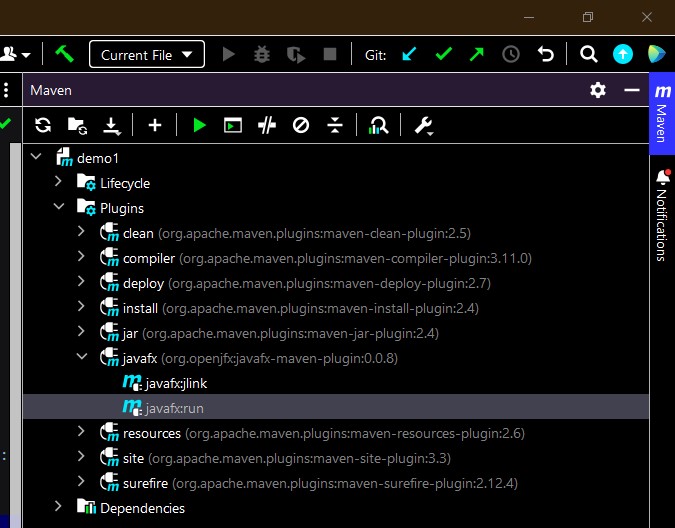 Current File
Git:
Maven
demo1
Lifecycle
Plugins
clean (org.apache.maven.plugins:maven-clean-plugin:2.5)
compiler (org.apache.maven.plugins:maven-compiler-plugin:3.11.0)
deploy (org.apache.maven.plugins:maven-deploy-plugin:2.7)
install (org.apache.maven.plugins:maven-install-plugin:2.4)
jar (org.apache.maven.plugins:maven-jar-plugin:2.4)
javafx (org.openjfx:javafx-maven-plugin:0.0.8)
javafx:jlink
javafx:run
resources (org.apache.maven.plugins:maven-resources-plugin:2.6)
site (org.apache.maven.plugins:maven-site-plugin:3.3)
surefire (org.apache.maven.plugins:maven-surefire-plugin:2.12.4)
Dependencies
m Maven
Notifications